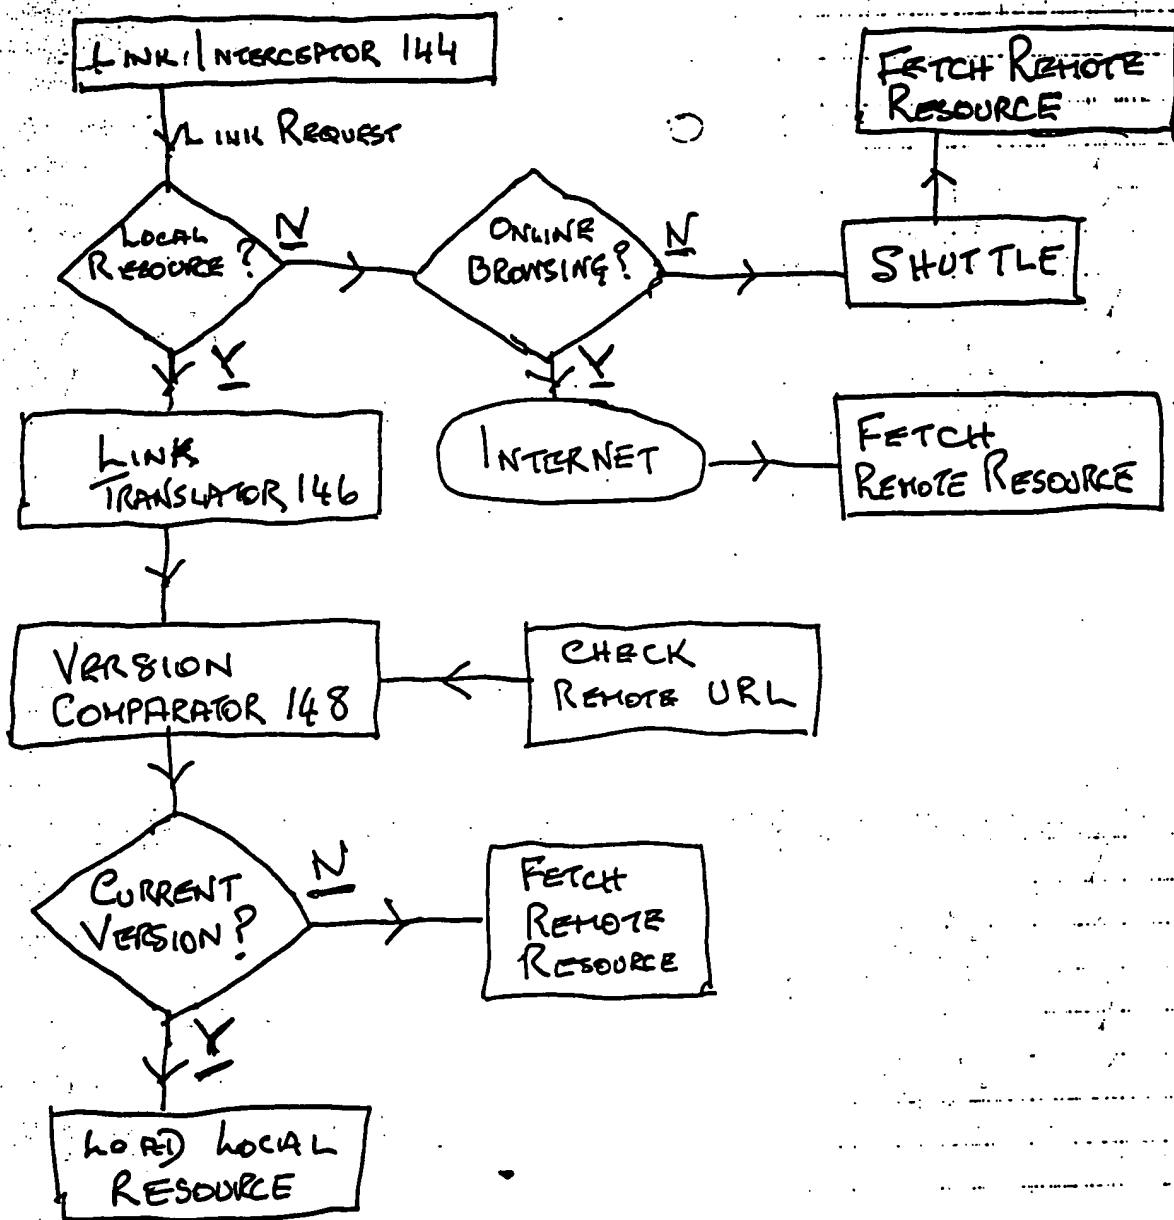 LINK INTERCEPTOR 144
LINK REQUEST
LOCAL
RESOURCE?
N
Y
ONLINE
BROWSING?
N
Y
SHUTTLE
FETCH REMOTE
RESOURCE
INTERNET
FETCH
REMOTE RESOURCE
LINK
TRANSLATOR 146
VERSION
COMPARATOR 148
CHECK
REMOTE URL
CURRENT
VERSION?
N
Y
FETCH
REMOTE
RESOURCE
LOAD LOCAL
RESOURCE